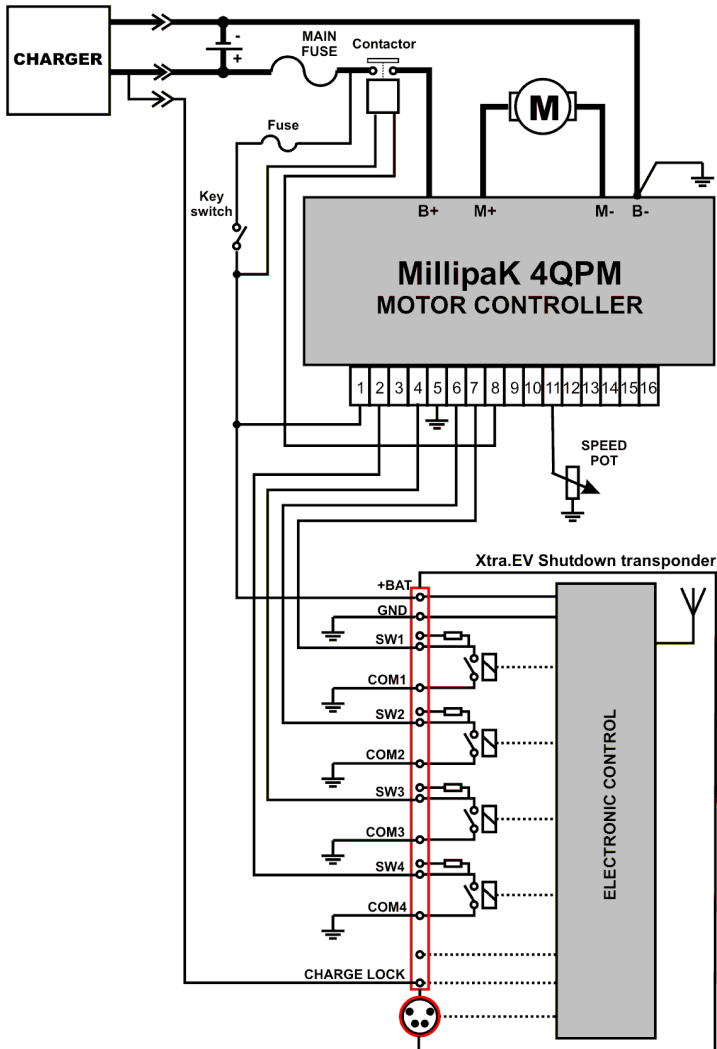 CHARGER
-
+
MAIN
FUSE
Contactor
M
Fuse
Key
switch
B+ M+ M- B-
MillipaK 4QPM
MOTOR CONTROLLER
1 2 3 4 5 6 7 8 9 10 11 12 13 14 15 16
SPEED
POT
Xtra.EV Shutdown transponder
+BAT
GND
SW1
COM1
SW2
COM2
SW3
COM3
SW4
COM4
CHARGE LOCK
ELECTRONIC CONTROL